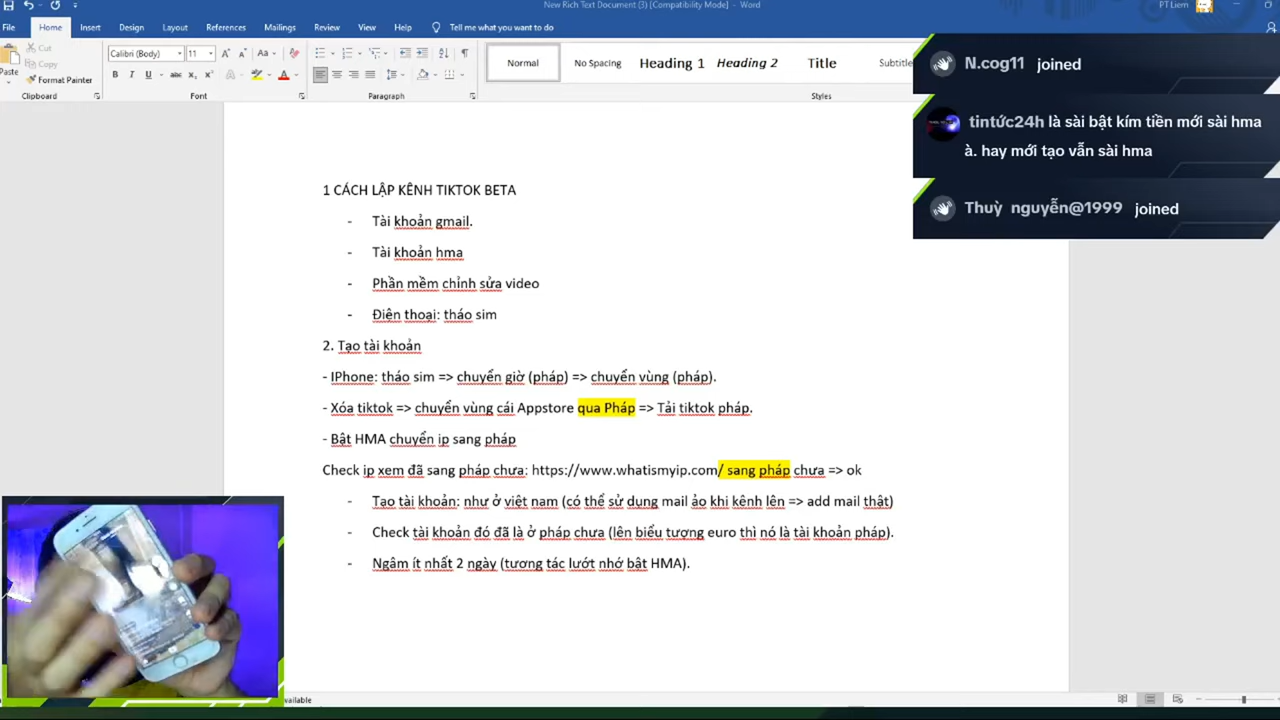 New Rich Text Document (3) [Compatibility Mode] - Word
PT Liem
File Home Insert Design Layout References Mailings Review View Help Tell me what you want to do
Cut
Copy
Paste
Format Painter
Calibri (Body) 11
Normal No Spacing Heading 1 Heading 2 Title Subtitle
Clipboard Font Paragraph Styles
N.cog11 joined
tintức24h là sài bật kím tiền mới sài hma
à. hay mới tạo vẫn sài hma
Thuỳ nguyễn@1999 joined
1 CÁCH LẬP KÊNH TIKTOK BETA
- Tài khoản gmail.
- Tài khoản hma
- Phần mềm chỉnh sửa video
- Điện thoại: tháo sim
2. Tạo tài khoản
- IPhone: tháo sim => chuyển giờ (pháp) => chuyển vùng (pháp).
- Xóa tiktok => chuyển vùng cái Appstore qua Pháp => Tải tiktok pháp.
- Bật HMA chuyển ip sang pháp
Check ip xem đã sang pháp chưa: https://www.whatismyip.com/ sang pháp chưa => ok
- Tạo tài khoản: như ở việt nam (có thể sử dụng mail ảo khi kênh lên => add mail thật)
- Check tài khoản đó đã là ở pháp chưa (lên biểu tượng euro thì nó là tài khoản pháp).
- Ngâm ít nhất 2 ngày (tương tác lướt nhớ bật HMA).